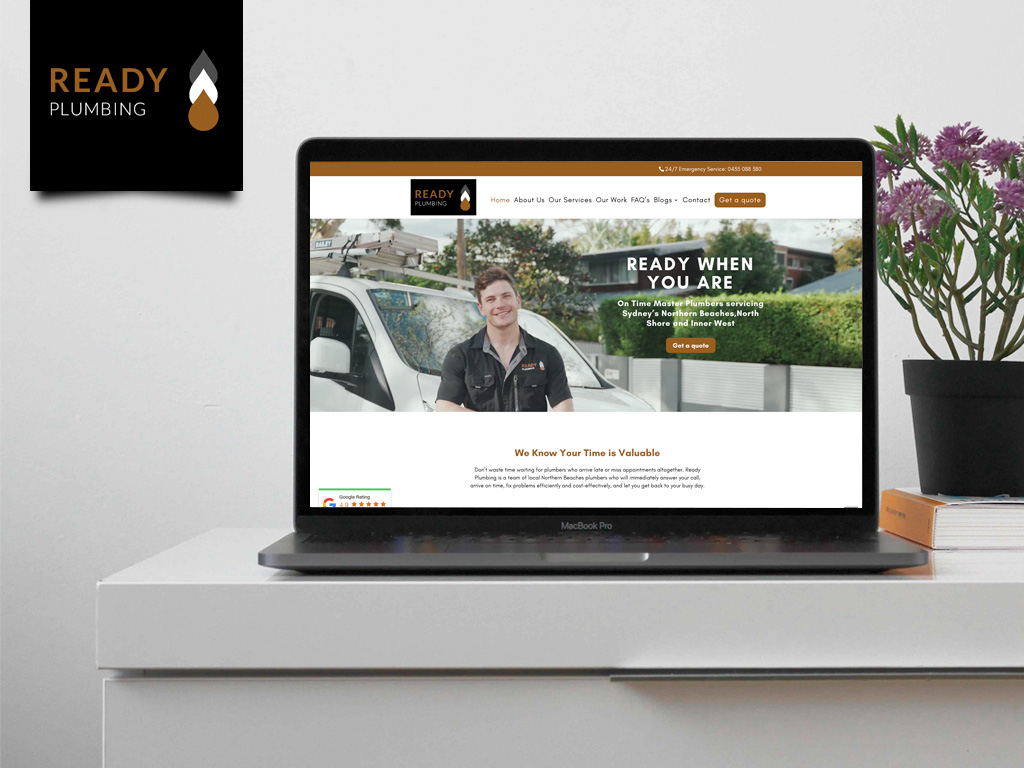 READY
PLUMBING
24/7 Emergency Service: 0435 088 380
READY
PLUMBING
Home About Us Our Services Our Work FAQ's Blogs Contact Get a quote
READY WHEN
YOU ARE
On Time Master Plumbers servicing
Sydney's Northern Beaches,North
Shore and Inner West
Get a quote
READY
We Know Your Time is Valuable
Don't waste time waiting for plumbers who arrive late or miss appointments altogether. Ready
Plumbing is a team of local Northern Beaches plumbers who will immediately answer your call,
arrive on time, fix problems efficiently and cost-effectively, and let you get back to your busy day.
Google Rating
4.9
MacBook Pro